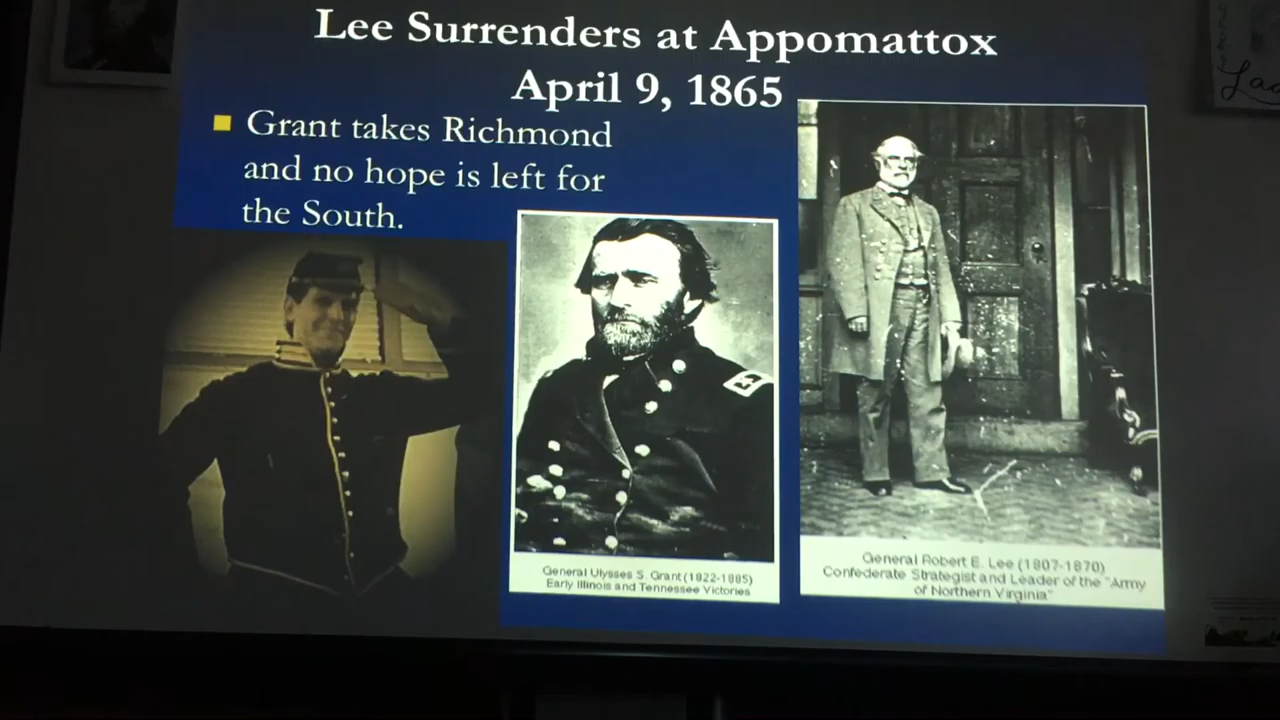 Lee Surrenders at Appomattox
April 9, 1865
Grant takes Richmond
and no hope is left for
the South.
General Ulysses S. Grant (1822-1885)
Early Illinois and Tennessee Victories
General Robert E. Lee (1807-1870)
Confederate Strategist and Leader of the "Army
of Northern Virginia"